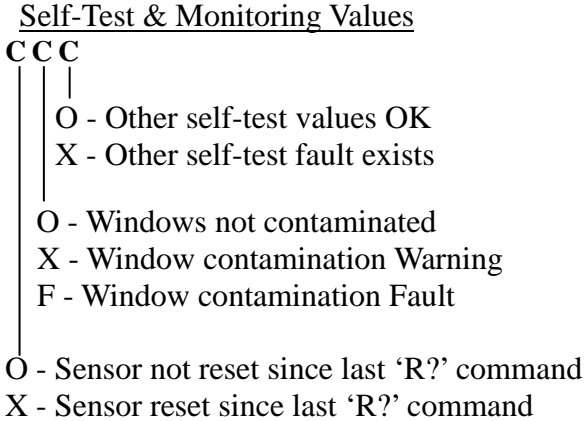 Self-Test & Monitoring Values
C C C
O - Other self-test values OK
X - Other self-test fault exists
O - Windows not contaminated
X - Window contamination Warning
F - Window contamination Fault
O - Sensor not reset since last ‘R?’ command
X - Sensor reset since last ‘R?’ command